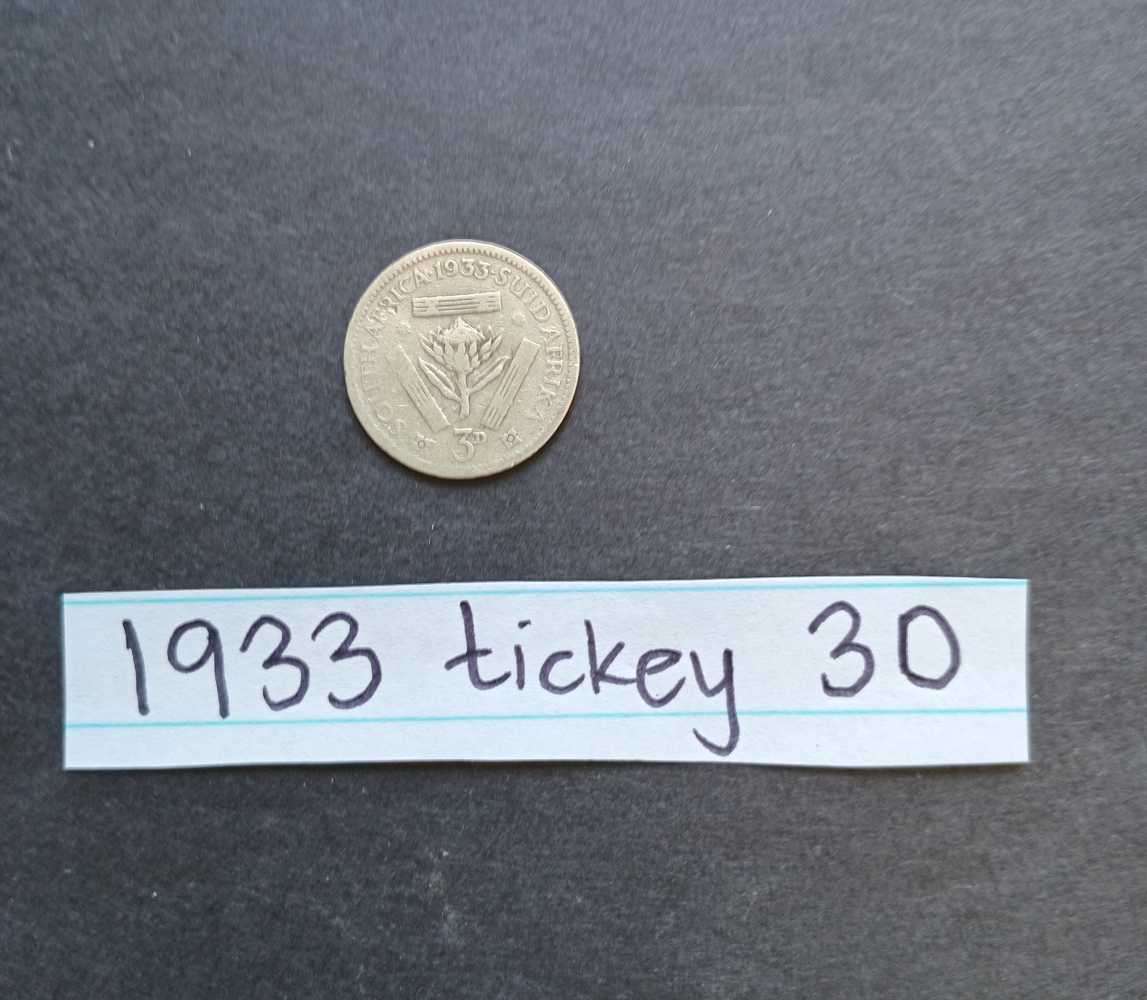 SOUTH AFRICA·1933·SUID AFRIKA
3D
1933 tickey 30